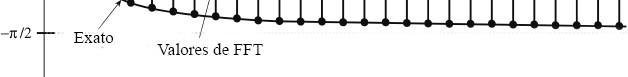 −π/2
Exato
Valores de FFT